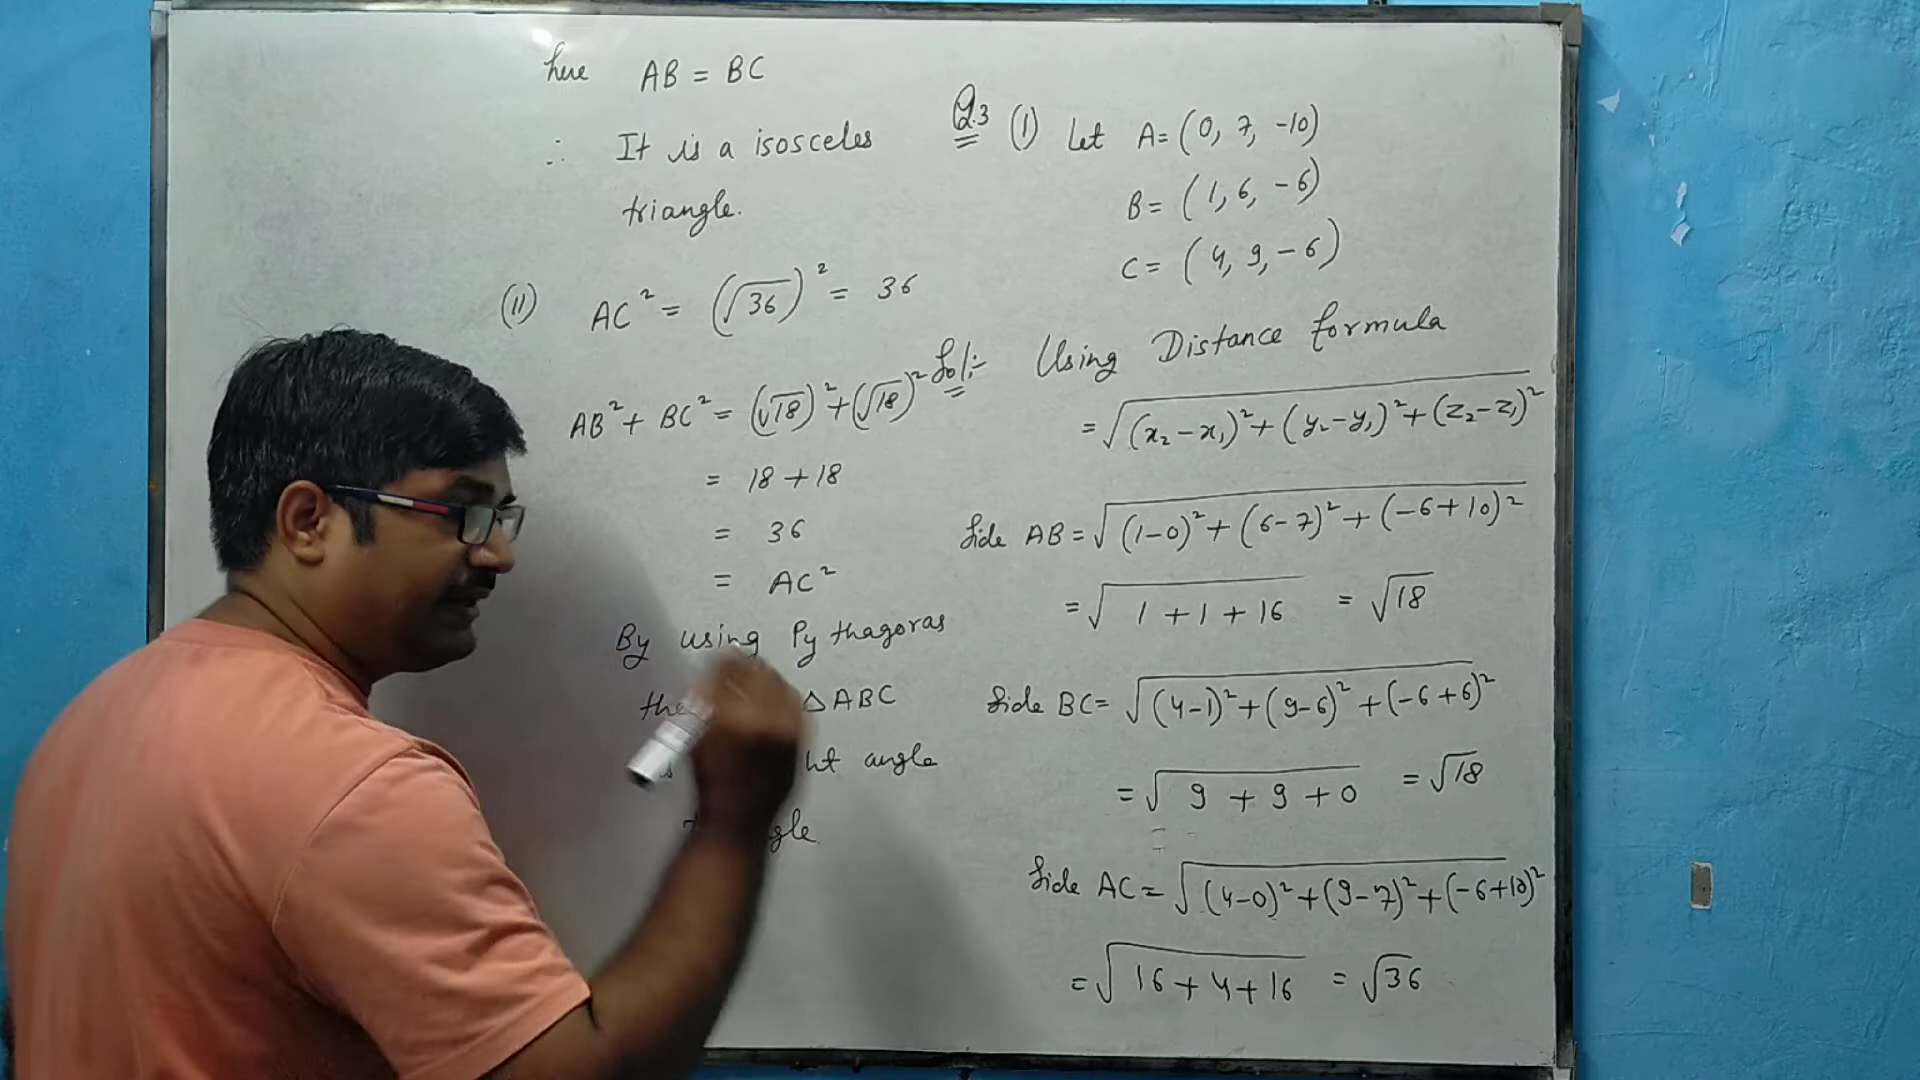 here AB = BC
∴ It is a isosceles
triangle.
(11) AC² = (√36)² = 36
AB² + BC² = (√18)² + (√18)²
= 18 + 18
= 36
= AC²
By using Pythagoras
△ABC
angle
Q.3 (1) Let A = (0, 7, -10)
B = (1, 6, -6)
C = (4, 9, -6)
Sol:- Using Distance formula
= √(x₂ - x₁)² + (y₂ - y₁)² + (z₂ - z₁)²
Side AB = √(1-0)² + (6-7)² + (-6+10)²
= √1 + 1 + 16 = √18
Side BC = √(4-1)² + (9-6)² + (-6+6)²
= √9 + 9 + 0 = √18
Side AC = √(4-0)² + (9-7)² + (-6+10)²
= √16 + 4 + 16 = √36